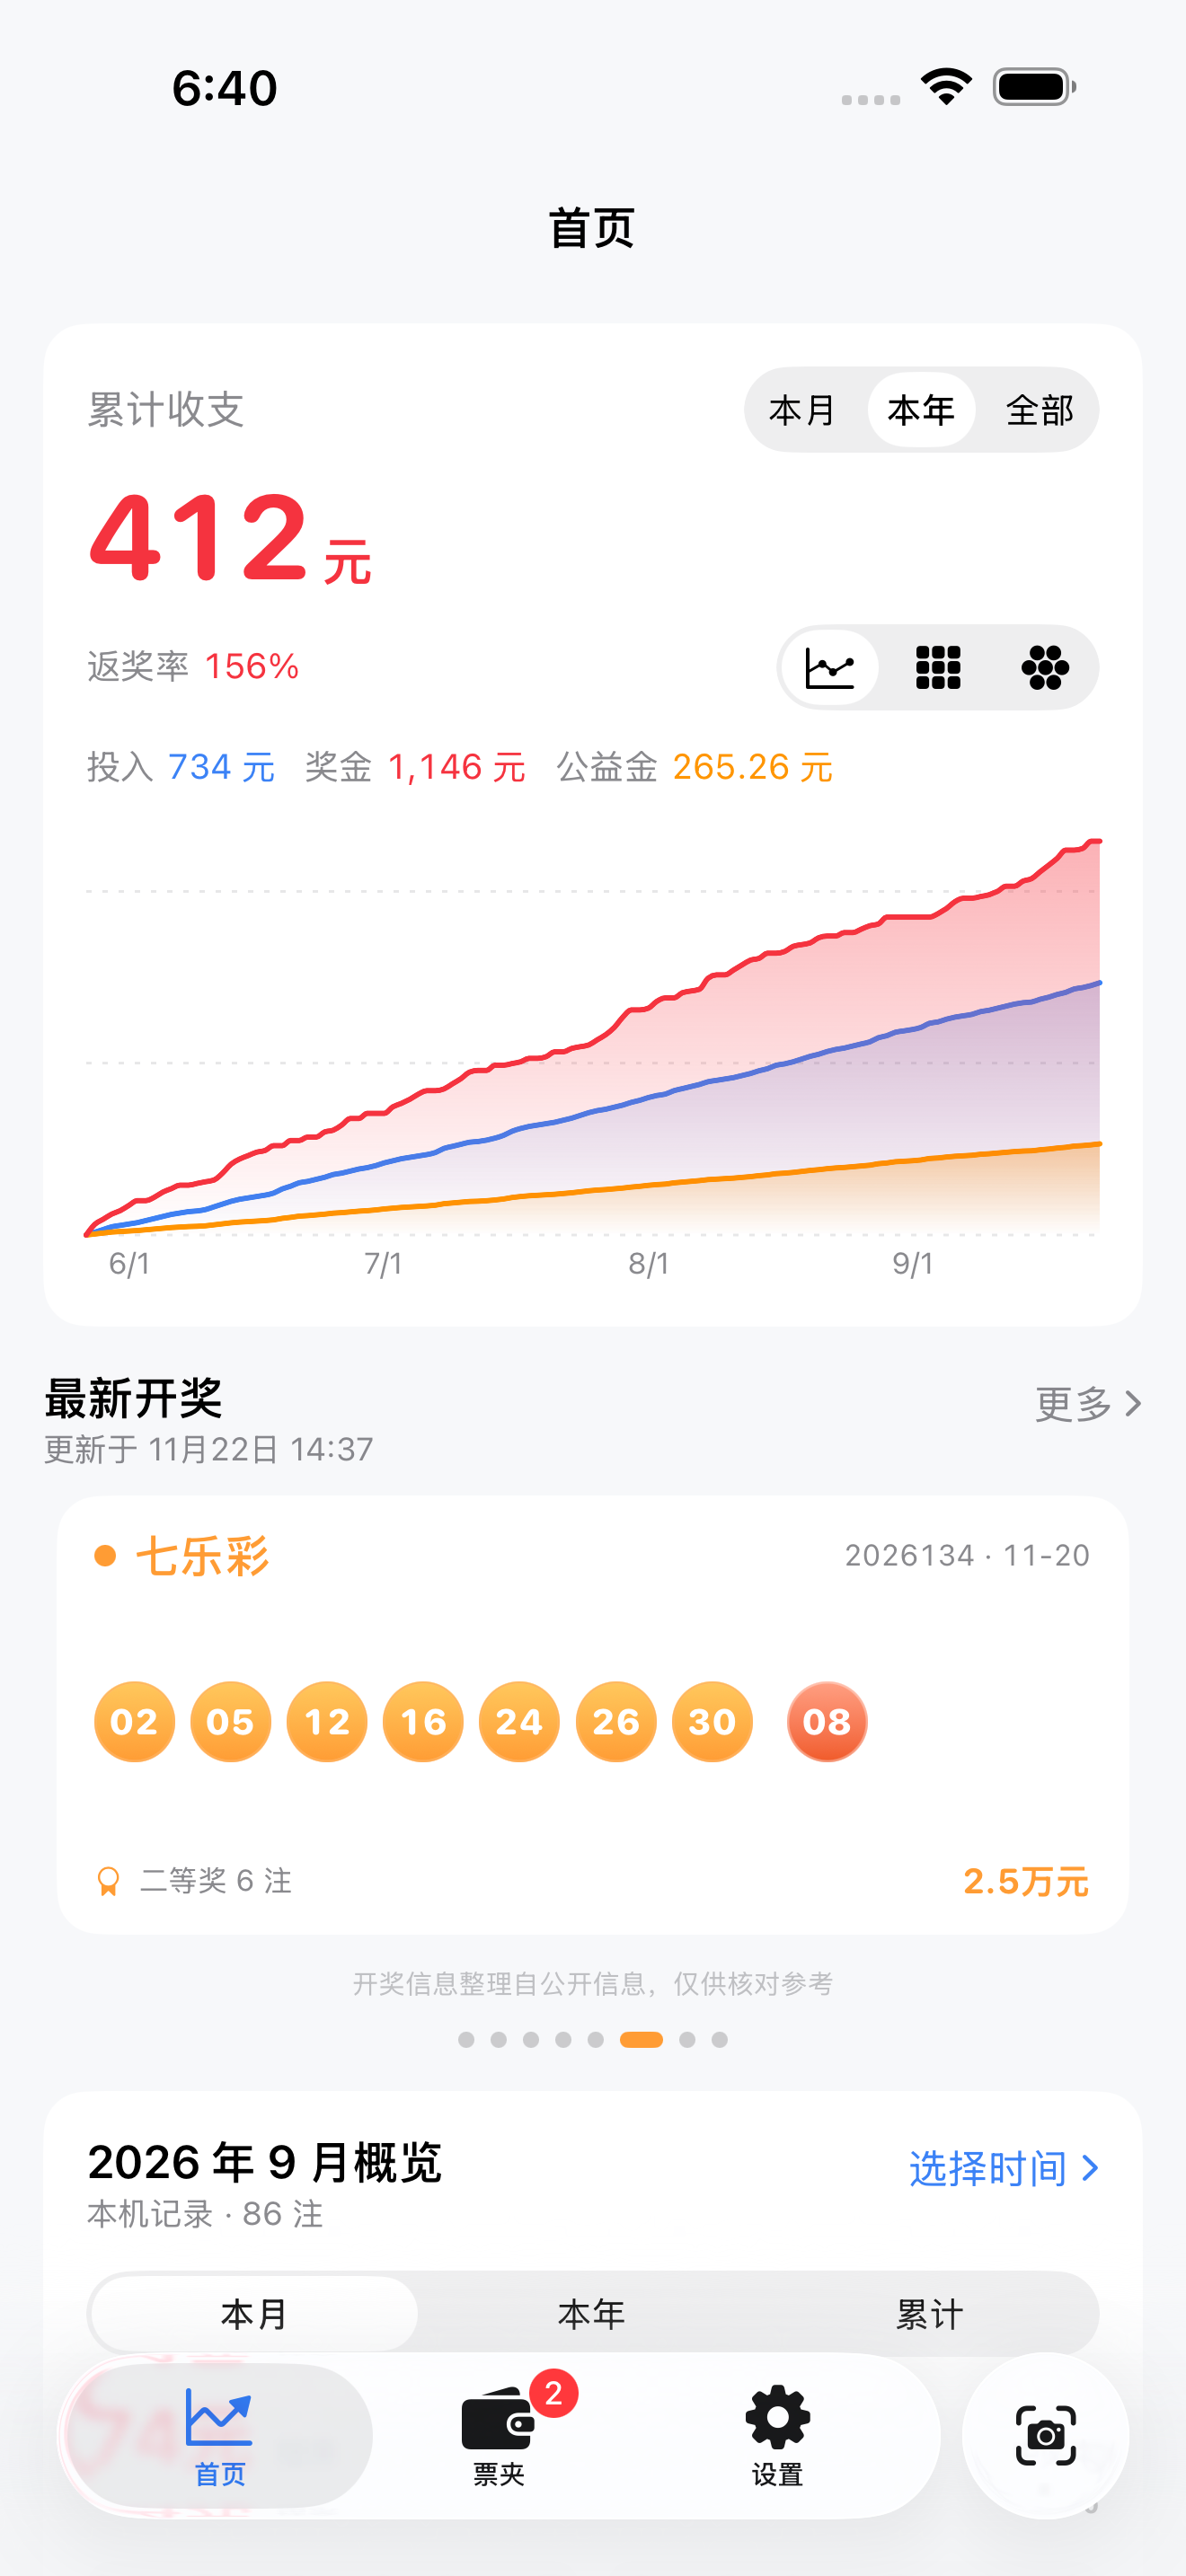 6:40
首页
累计收支
本月 本年 全部
412 元
返奖率 156%
投入 734 元 奖金 1,146 元 公益金 265.26 元
6/1 7/1 8/1 9/1
最新开奖
更多
更新于 11月22日 14:37
七乐彩
2026134 · 11-20
02 05 12 16 24 26 30 08
二等奖 6 注
2.5万元
开奖信息整理自公开信息，仅供核对参考
2026 年 9 月概览
选择时间
本机记录 · 86 注
本月 本年 累计
2
首页 票夹 设置